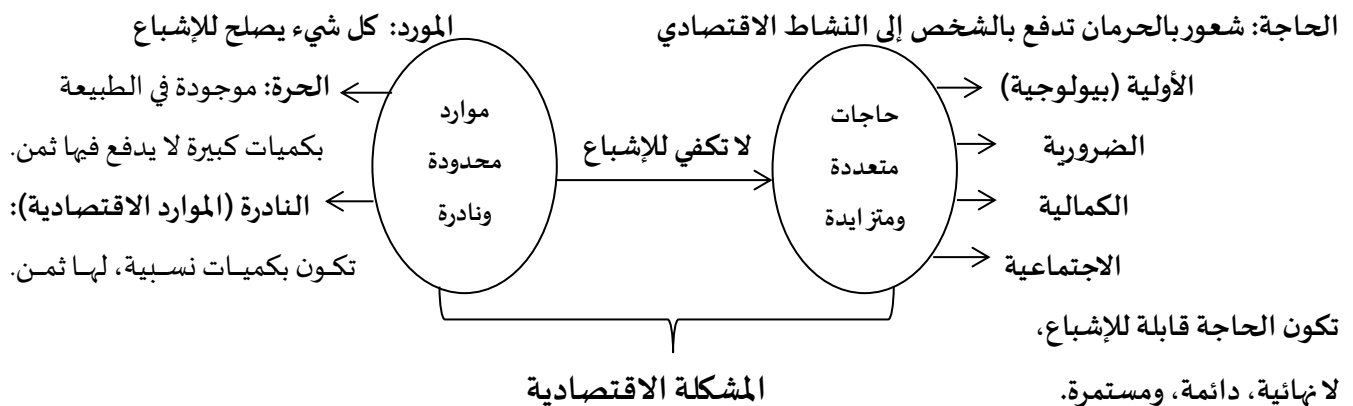 الحاجة: شعور بالحرمان تدفع بالشخص إلى النشاط الاقتصادي
الأولية (بيولوجية)
الضرورية
الكمالية
الاجتماعية
تكون الحاجة قابلة للإشباع،
لا نهائية، دائمة، ومستمرة.
حاجات
متعددة
ومتزايدة
لا تكفي للإشباع
موارد
محدودة
ونادرة
المورد: كل شيء يصلح للإشباع
الحرة: موجودة في الطبيعة
بكميات كبيرة لا يدفع فيها ثمن.
النادرة (الموارد الاقتصادية):
تكون بكميات نسبية، لها ثمن.
المشكلة الاقتصادية